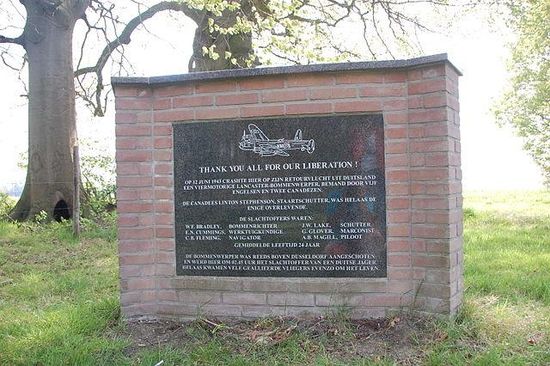 THANK YOU ALL FOR OUR LIBERATION !
OP 12 JUNI 1943 CRASHTE HIER OP ZIJN RETOURVLUCHT UIT DUITSLAND
EEN VIERMOTORIGE LANCASTER-BOMMENWERPER, BEMAND DOOR VIJF
ENGELSEN EN TWEE CANADEZEN.
DE CANADEES LINTON STEPHENSON, STAARTSCHUTTER, WAS HELAAS DE
ENIGE OVERLEVENDE.
DE SLACHTOFFERS WAREN:
W.F. BRADLEY, BOMMENRICHTER J.W. LAKE, SCHUTTER
E.N. CUMMINGS, WERKTUIGKUNDIGE G. GLOVER, MARCONIST
C.B. FLEMING, NAVIGATOR A.B. MAGILL, PILOOT
GEMIDDELDE LEEFTIJD 24 JAAR
DE BOMMENWERPER WAS REEDS BOVEN DUSSELDORF AANGESCHOTEN
EN WERD HIER OM 02.45 UUR HET SLACHTOFFER VAN EEN DUITSE JAGER
HELAAS KWAMEN VELE GEALLIEERDE VLIEGERS EVENZO OM HET LEVEN.